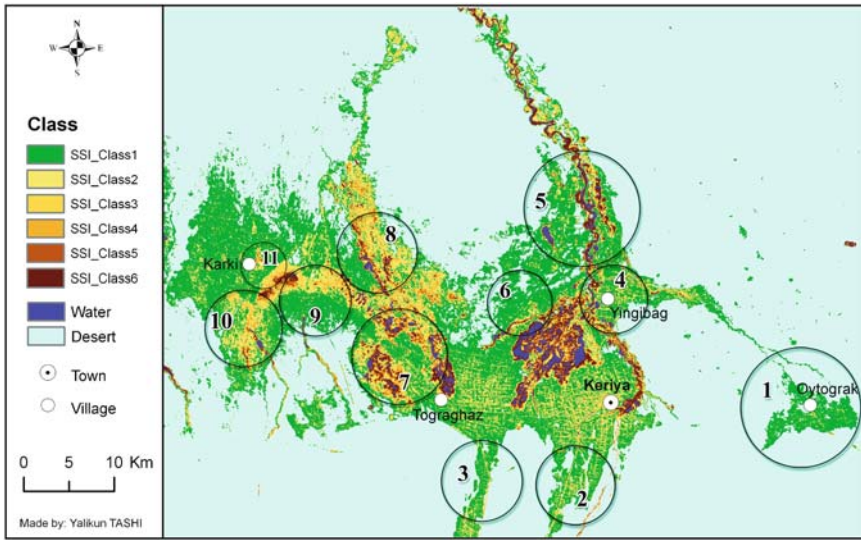 N
W E
S
Class
SSI_Class1
SSI_Class2
SSI_Class3
SSI_Class4
SSI_Class5
SSI_Class6
Water
Desert
Town
Village
0 5 10 Km
Made by: Yalikun TASHI
5
8
Karki
11
4
6
Yingibag
10
9
7
1
Oytograk
Keriya
Tograghaz
3
2